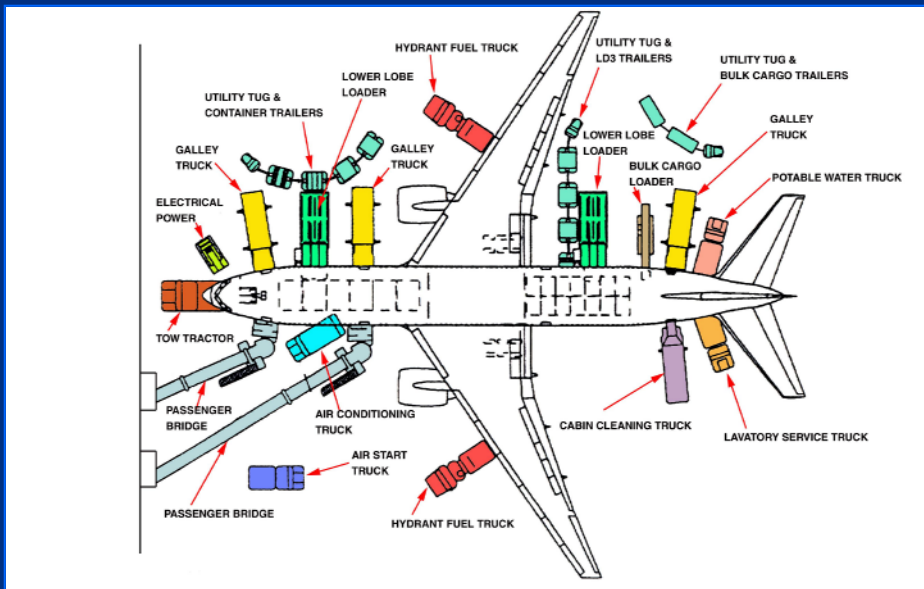 HYDRANT FUEL TRUCK
UTILITY TUG &
LD3 TRAILERS
UTILITY TUG &
BULK CARGO TRAILERS
LOWER LOBE
LOADER
UTILITY TUG &
CONTAINER TRAILERS
GALLEY
TRUCK
GALLEY
TRUCK
LOWER LOBE
LOADER
GALLEY
TRUCK
BULK CARGO
LOADER
POTABLE WATER TRUCK
ELECTRICAL
POWER
TOW TRACTOR
PASSENGER
BRIDGE
AIR CONDITIONING
TRUCK
CABIN CLEANING TRUCK
LAVATORY SERVICE TRUCK
AIR START
TRUCK
PASSENGER BRIDGE
HYDRANT FUEL TRUCK